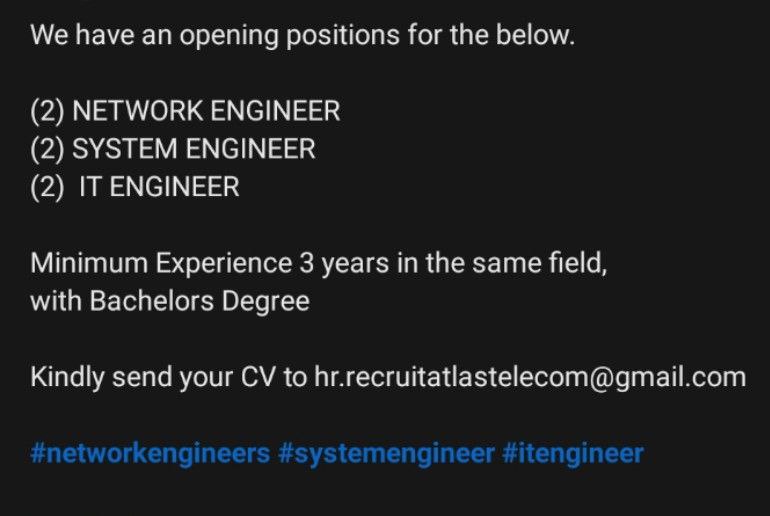 We have an opening positions for the below.
(2) NETWORK ENGINEER
(2) SYSTEM ENGINEER
(2) IT ENGINEER
Minimum Experience 3 years in the same field,
with Bachelors Degree
Kindly send your CV to hr.recruitatlastelecom@gmail.com
#networkengineers #systemengineer #itengineer